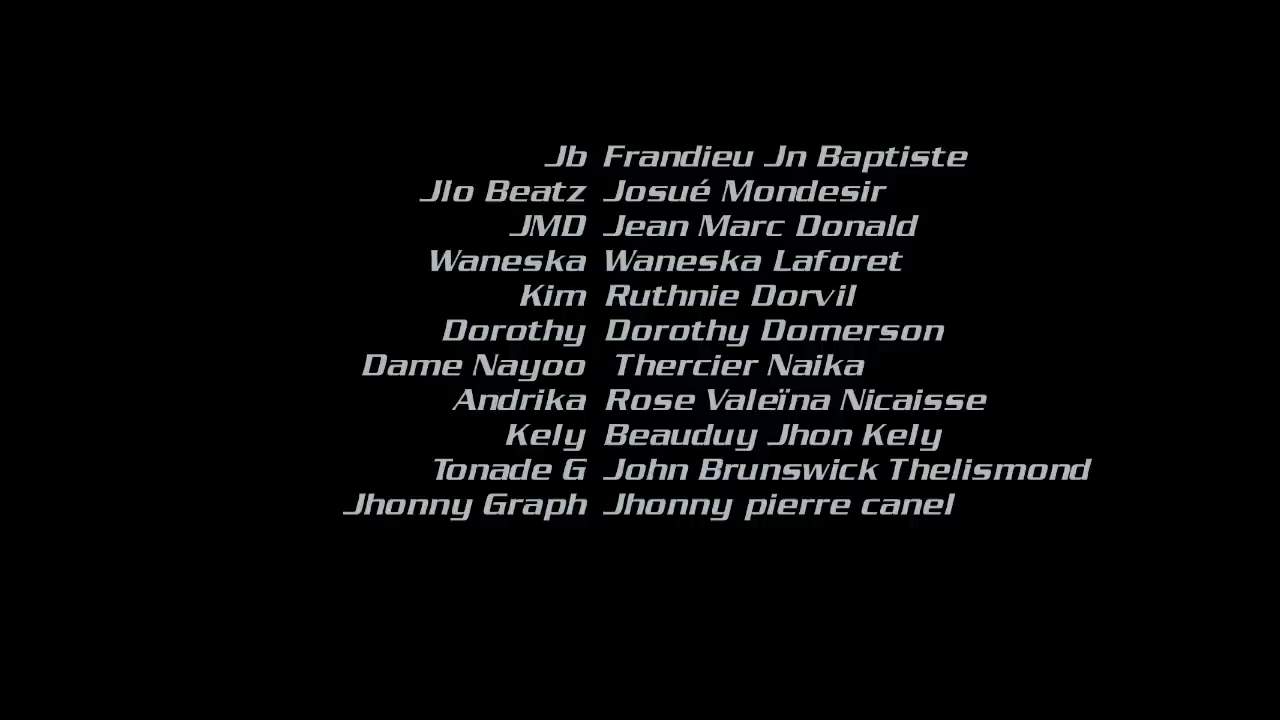 Jb Frandieu Jn Baptiste
Jlo Beatz Josué Mondesir
JMD Jean Marc Donald
Waneska Waneska Laforet
Kim Ruthnie Dorvil
Dorothy Dorothy Domerson
Dame Nayoo Thercier Naika
Andrika Rose Valeïna Nicaisse
Kely Beauduy Jhon Kely
Tonade G John Brunswick Thelismond
Jhonny Graph Jhonny pierre canel